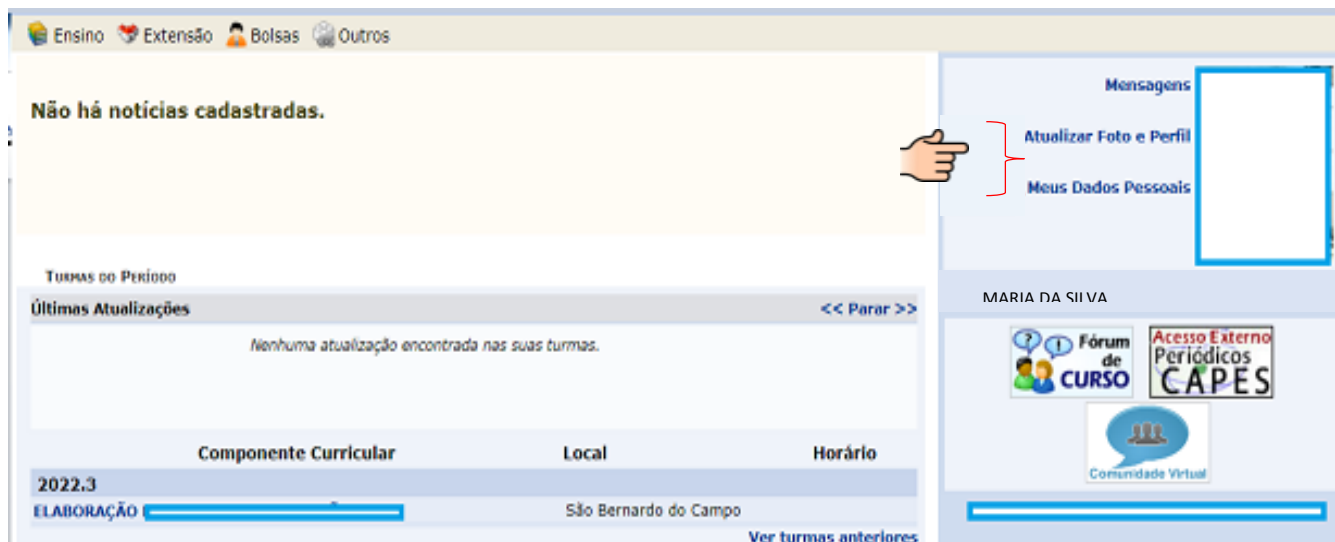 Ensino Extensão Bolsas Outros
Não há notícias cadastradas.
Mensagens
Atualizar Foto e Perfil
Meus Dados Pessoais
MARIA DA SILVA
TURMAS DO PERÍODO
Últimas Atualizações << Parar >>
Nenhuma atualização encontrada nas suas turmas.
Componente Curricular Local Horário
2022.3
ELABORAÇÃO São Bernardo do Campo
Ver turmas anteriores
Fórum
de
CURSO
Acesso Externo
Periódicos
CAPES
Comunidade Virtual